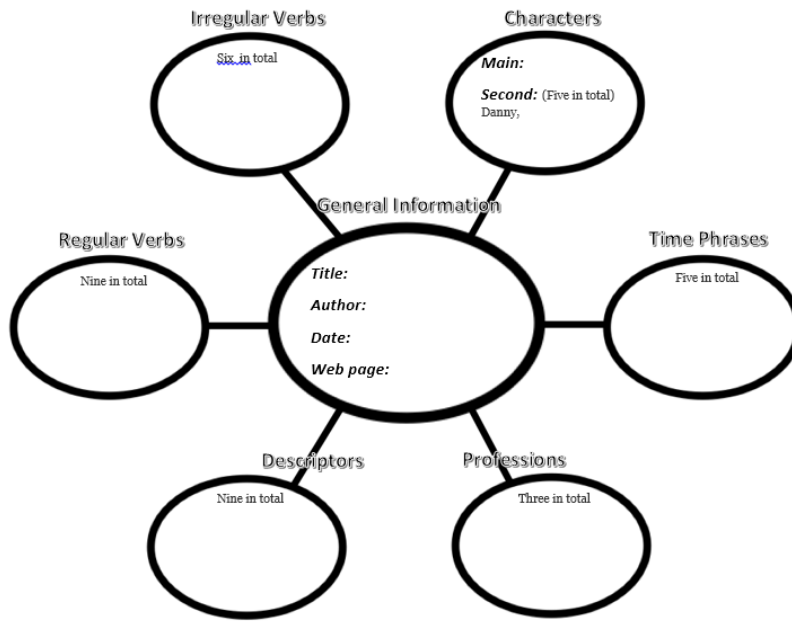 Irregular Verbs
Six in total
Characters
Main:
Second: (Five in total)
Danny,
General Information
Title:
Author:
Date:
Web page:
Regular Verbs
Nine in total
Time Phrases
Five in total
Descriptors
Nine in total
Professions
Three in total